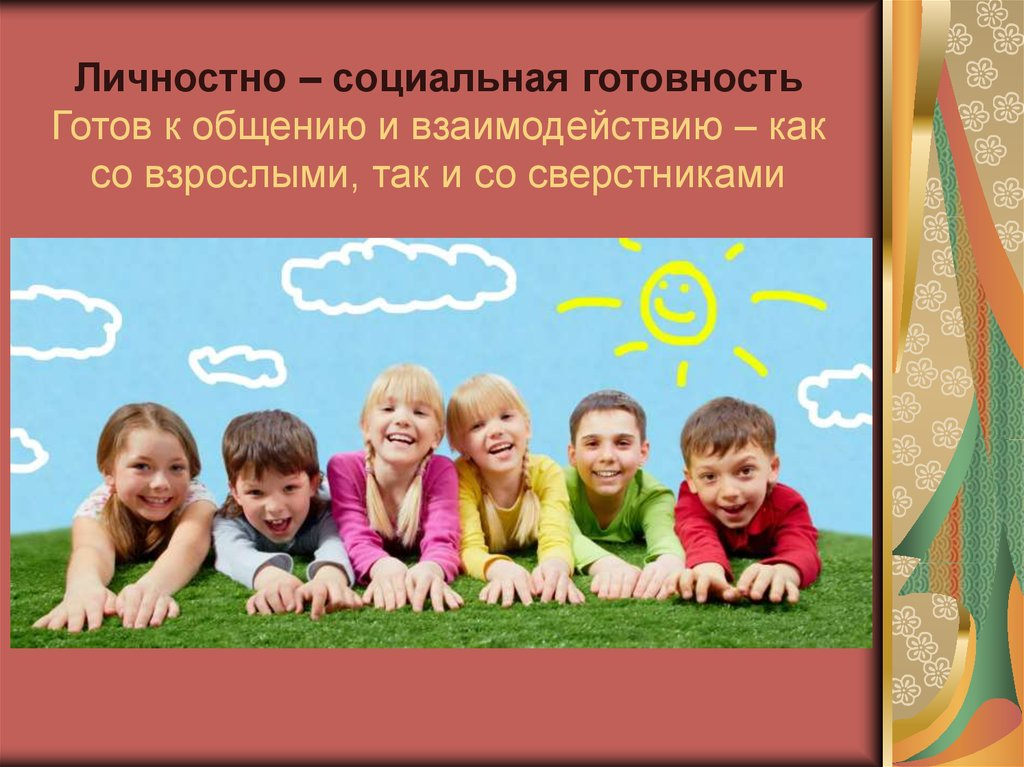 Личностно – социальная готовность
Готов к общению и взаимодействию – как
со взрослыми, так и со сверстниками